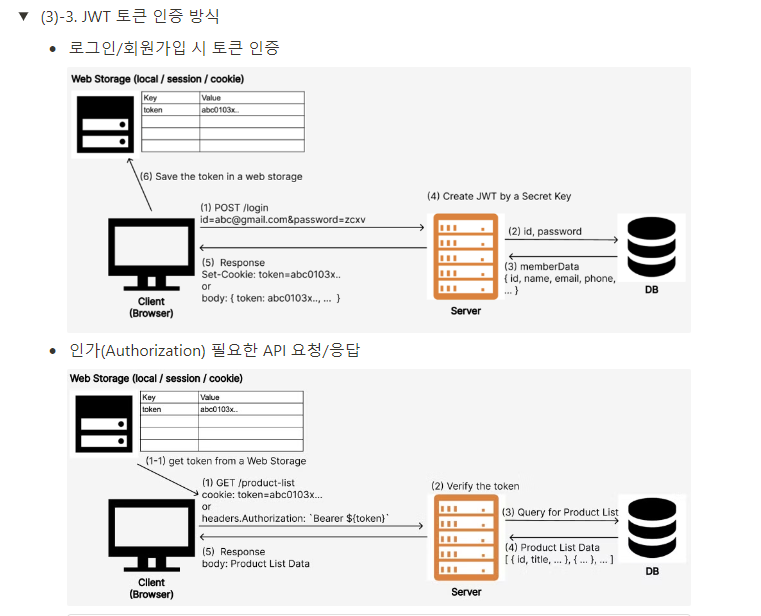 ▼ (3)-3. JWT 토큰 인증 방식
• 로그인/회원가입 시 토큰 인증
Web Storage (local / session / cookie)
Key Value
token abc0103x..
(6) Save the token in a web storage
(4) Create JWT by a Secret Key
(1) POST /login
id=abc@gmail.com&password=zcxv
(2) id, password
(5) Response
Set-Cookie: token=abc0103x..
or
body: { token: abc0103x.., ... }
(3) memberData
{ id, name, email, phone,
... }
Client
(Browser)
Server
DB
• 인가(Authorization) 필요한 API 요청/응답
Web Storage (local / session / cookie)
Key Value
token abc0103x..
(1-1) get token from a Web Storage
(1) GET /product-list
cookie: token=abc0103x...
or
headers.Authorization: `Bearer ${token}`
(2) Verify the token
(3) Query for Product List
(5) Response
body: Product List Data
(4) Product List Data
[ { id, title, ... }, { ... }, ... ]
Client
(Browser)
Server
DB